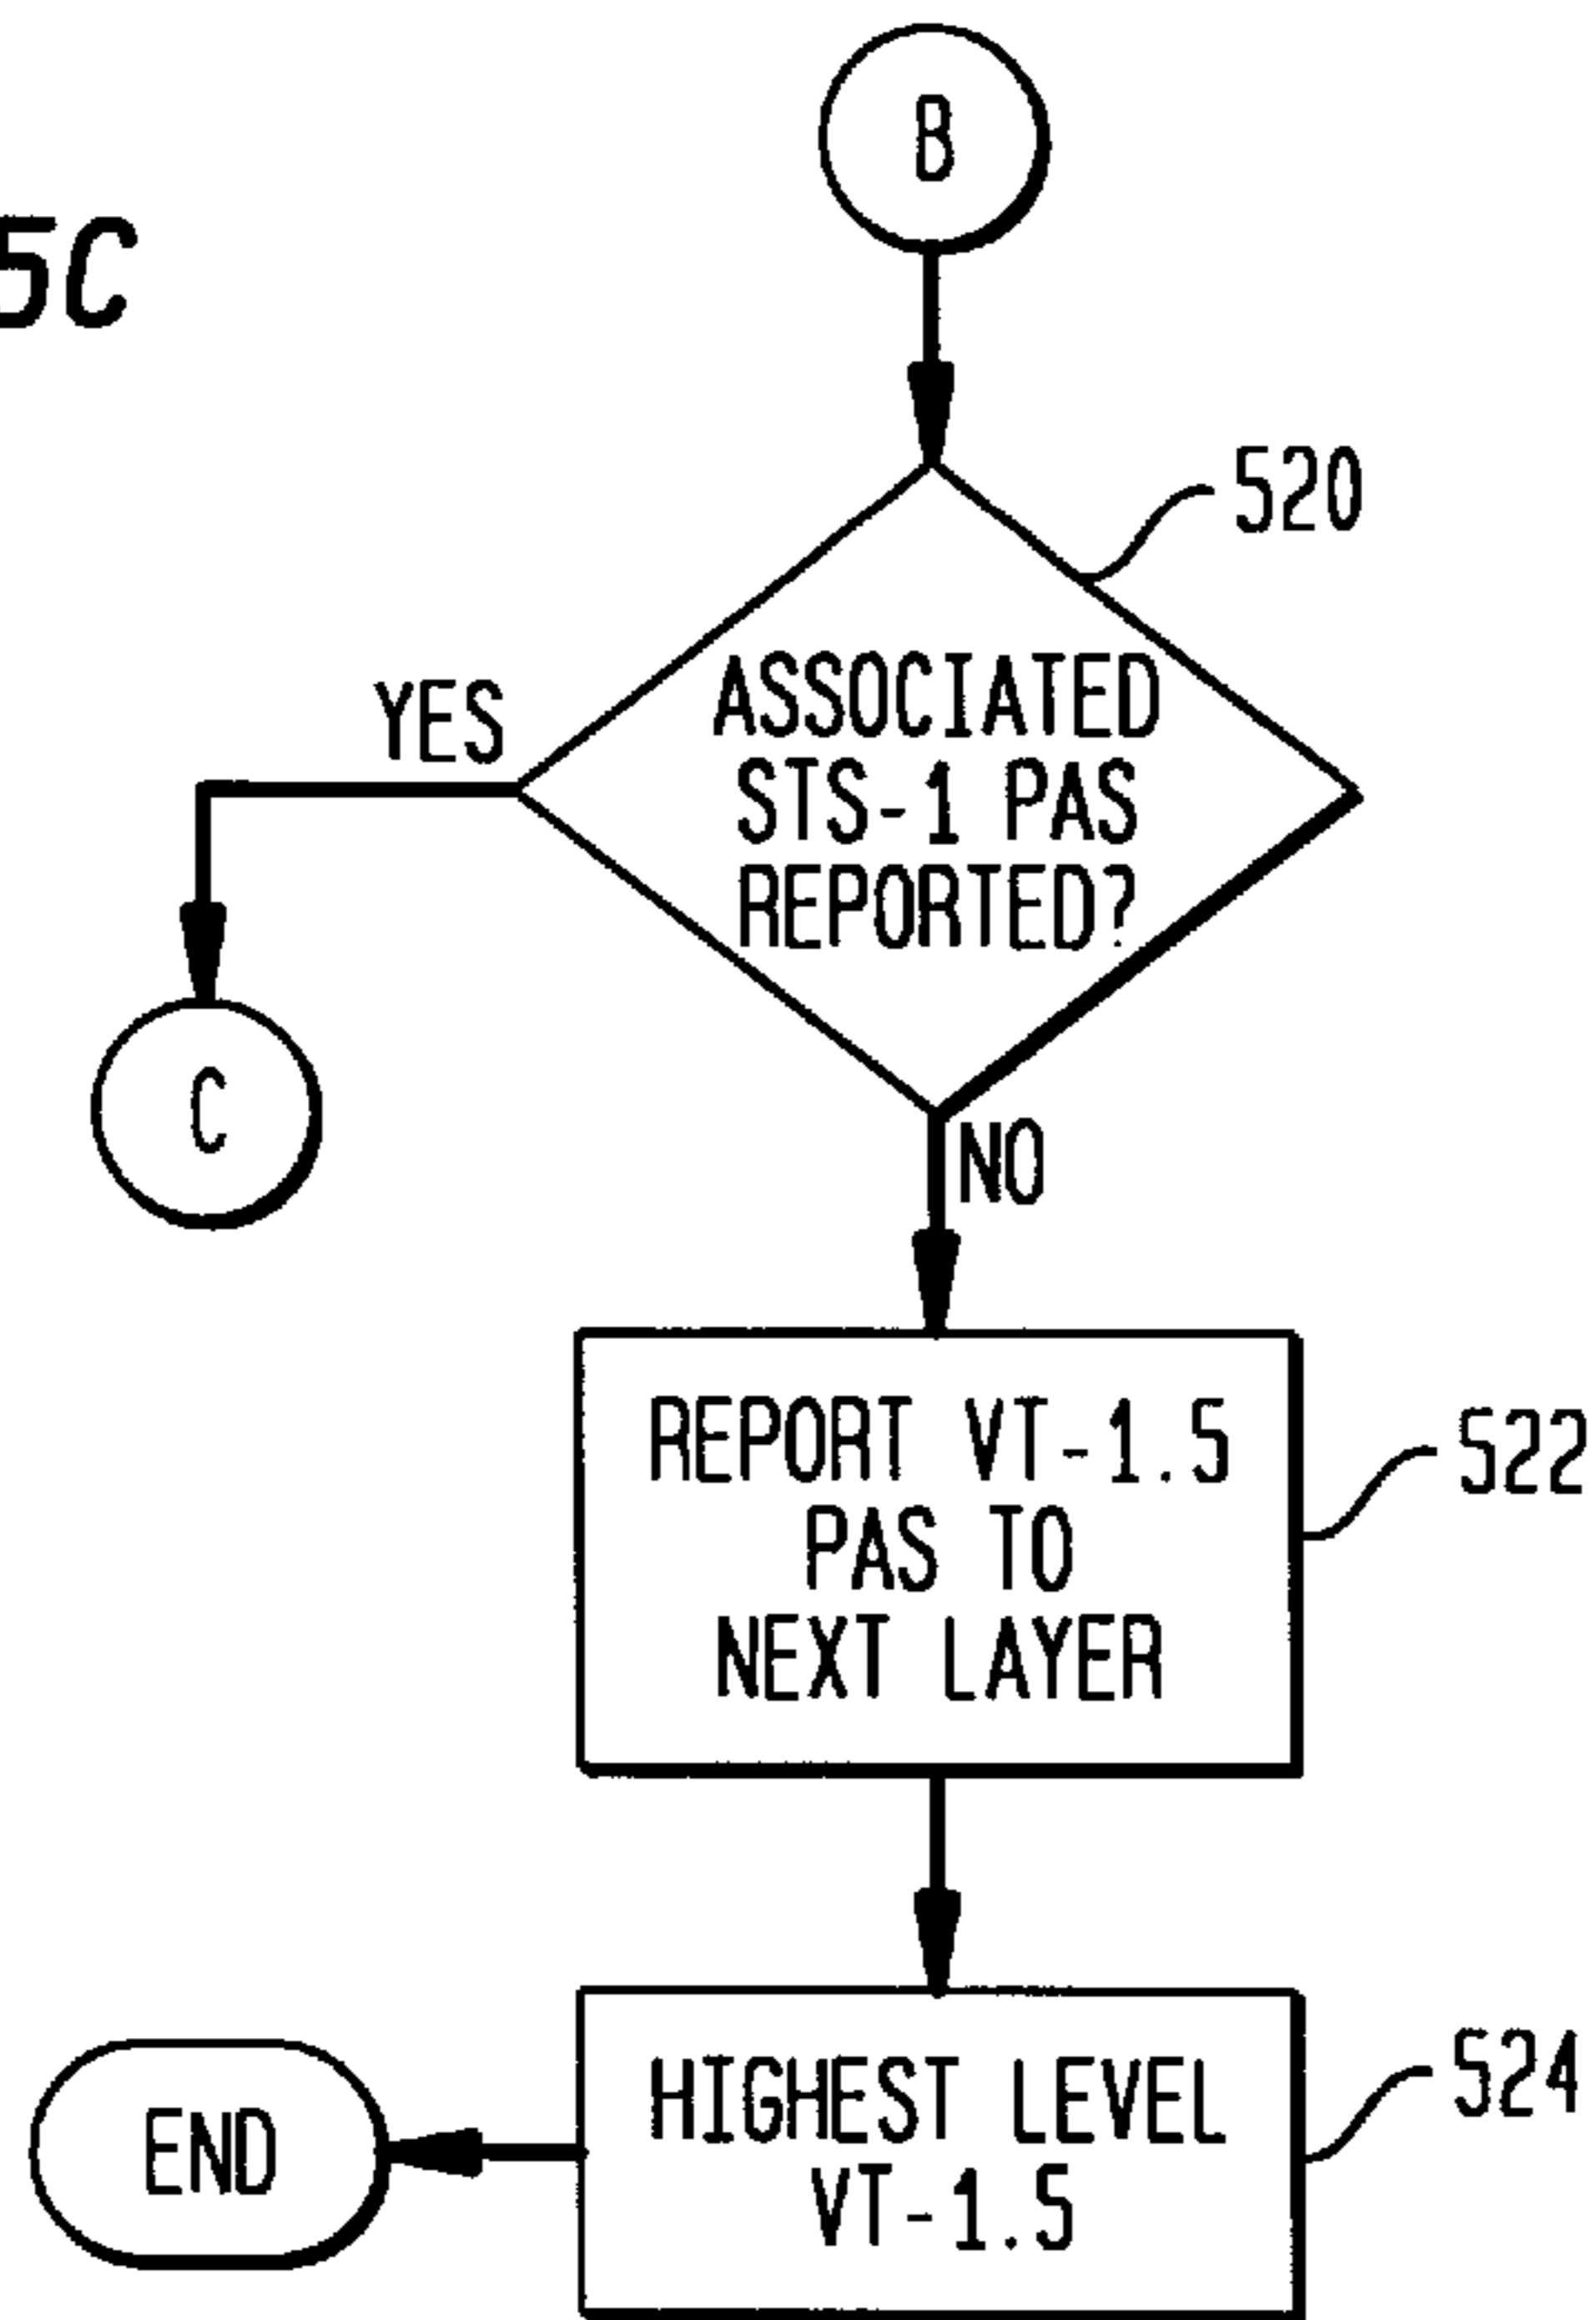 B
5C
520
YES
ASSOCIATED
STS-1 PAS
REPORTED?
C
NO
REPORT VT-1.5
PAS TO
NEXT LAYER
522
HIGHEST LEVEL
VT-1.5
524
END